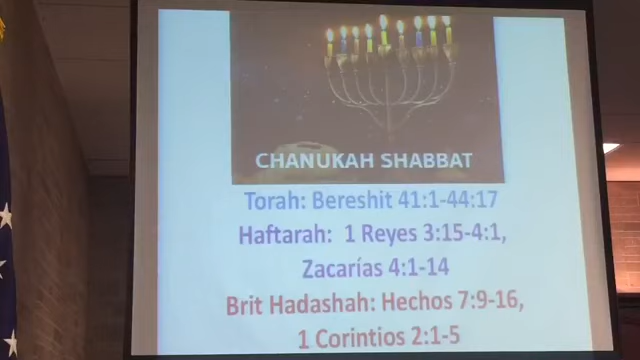 CHANUKAH SHABBAT
Torah: Bereshit 41:1-44:17
Haftarah: 1 Reyes 3:15-4:1,
Zacarías 4:1-14
Brit Hadashah: Hechos 7:9-16,
1 Corintios 2:1-5